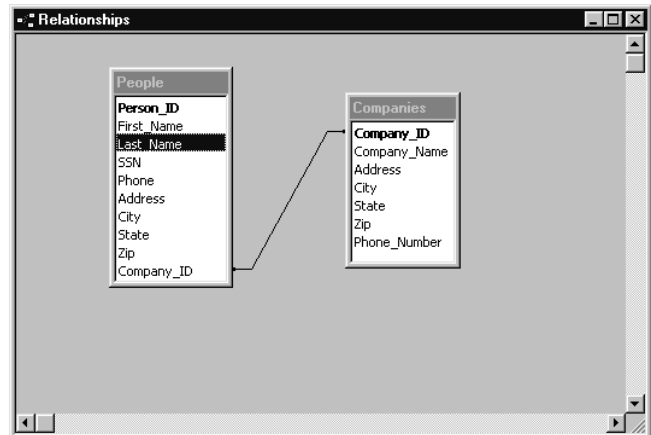 Relationships
People
Person_ID
First_Name
Last_Name
SSN
Phone
Address
City
State
Zip
Company_ID
Companies
Company_ID
Company_Name
Address
City
State
Zip
Phone_Number